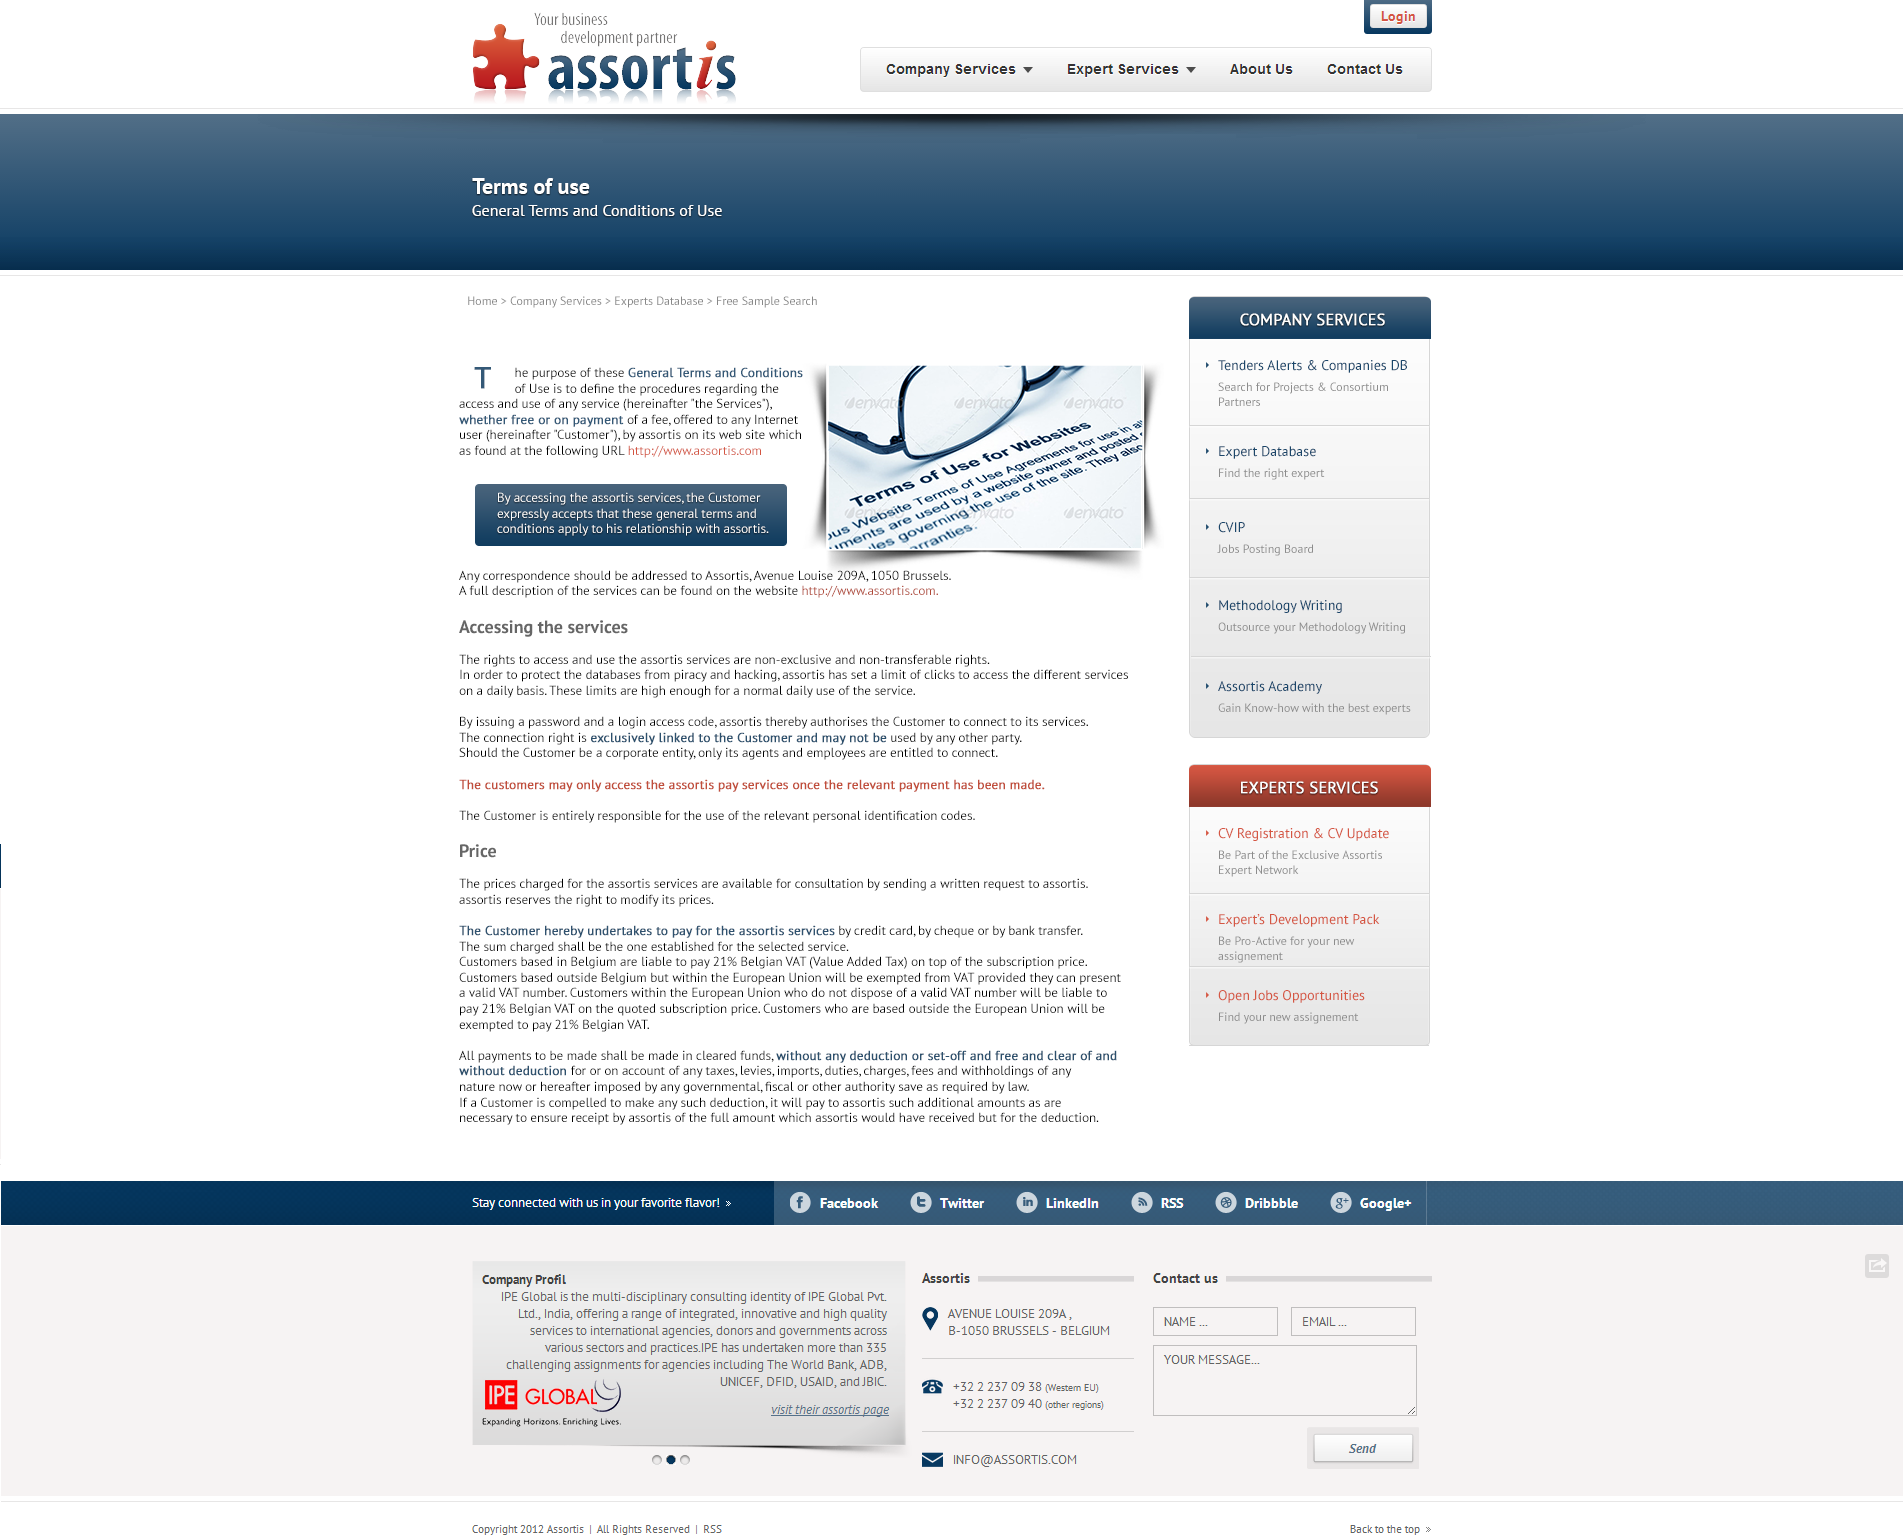 Your business
development partner
assortis
Login
Company Services
Expert Services
About Us
Contact Us
Terms of use
General Terms and Conditions of Use
Home > Company Services > Experts Database > Free Sample Search
The purpose of these General Terms and Conditions
of Use is to define the procedures regarding the
access and use of any service (hereinafter "the Services"),
whether free or on payment of a fee, offered to any Internet
user (hereinafter "Customer"), by assortis on its web site which
as found at the following URL http://www.assortis.com
By accessing the assortis services, the Customer
expressly accepts that these general terms and
conditions apply to his relationship with assortis.
envato envato envato
Terms of Use for Websites
ous Website Terms of Use Agreements for use in a
uments are used by a website owner and posted
les governing the use of the site. They also
arranties.
envato envato envato
Any correspondence should be addressed to Assortis, Avenue Louise 209A, 1050 Brussels.
A full description of the services can be found on the website http://www.assortis.com.
Accessing the services
The rights to access and use the assortis services are non-exclusive and non-transferable rights.
In order to protect the databases from piracy and hacking, assortis has set a limit of clicks to access the different services
on a daily basis. These limits are high enough for a normal daily use of the service.
By issuing a password and a login access code, assortis thereby authorises the Customer to connect to its services.
The connection right is exclusively linked to the Customer and may not be used by any other party.
Should the Customer be a corporate entity, only its agents and employees are entitled to connect.
The customers may only access the assortis pay services once the relevant payment has been made.
The Customer is entirely responsible for the use of the relevant personal identification codes.
Price
The prices charged for the assortis services are available for consultation by sending a written request to assortis.
assortis reserves the right to modify its prices.
The Customer hereby undertakes to pay for the assortis services by credit card, by cheque or by bank transfer.
The sum charged shall be the one established for the selected service.
Customers based in Belgium are liable to pay 21% Belgian VAT (Value Added Tax) on top of the subscription price.
Customers based outside Belgium but within the European Union will be exempted from VAT provided they can present
a valid VAT number. Customers within the European Union who do not dispose of a valid VAT number will be liable to
pay 21% Belgian VAT on the quoted subscription price. Customers who are based outside the European Union will be
exempted to pay 21% Belgian VAT.
All payments to be made shall be made in cleared funds, without any deduction or set-off and free and clear of and
without deduction for or on account of any taxes, levies, imports, duties, charges, fees and withholdings of any
nature now or hereafter imposed by any governmental, fiscal or other authority save as required by law.
If a Customer is compelled to make any such deduction, it will pay to assortis such additional amounts as are
necessary to ensure receipt by assortis of the full amount which assortis would have received but for the deduction.
COMPANY SERVICES
Tenders Alerts & Companies DB
Search for Projects & Consortium
Partners
Expert Database
Find the right expert
CVIP
Jobs Posting Board
Methodology Writing
Outsource your Methodology Writing
Assortis Academy
Gain Know-how with the best experts
EXPERTS SERVICES
CV Registration & CV Update
Be Part of the Exclusive Assortis
Expert Network
Expert's Development Pack
Be Pro-Active for your new
assignement
Open Jobs Opportunities
Find your new assignement
Stay connected with us in your favorite flavor! »
Facebook
Twitter
LinkedIn
RSS
Dribbble
Google+
Company Profil
IPE Global is the multi-disciplinary consulting identity of IPE Global Pvt.
Ltd., India, offering a range of integrated, innovative and high quality
services to international agencies, donors and governments across
various sectors and practices.IPE has undertaken more than 335
challenging assignments for agencies including The World Bank, ADB,
UNICEF, DFID, USAID, and JBIC.
IPE GLOBAL
Expanding Horizons. Enriching Lives.
visit their assortis page
Assortis
AVENUE LOUISE 209A ,
B-1050 BRUSSELS - BELGIUM
+32 2 237 09 38 (Western EU)
+32 2 237 09 40 (other regions)
INFO@ASSORTIS.COM
Contact us
NAME ...
EMAIL ...
YOUR MESSAGE...
Send
Copyright 2012 Assortis | All Rights Reserved | RSS
Back to the top »